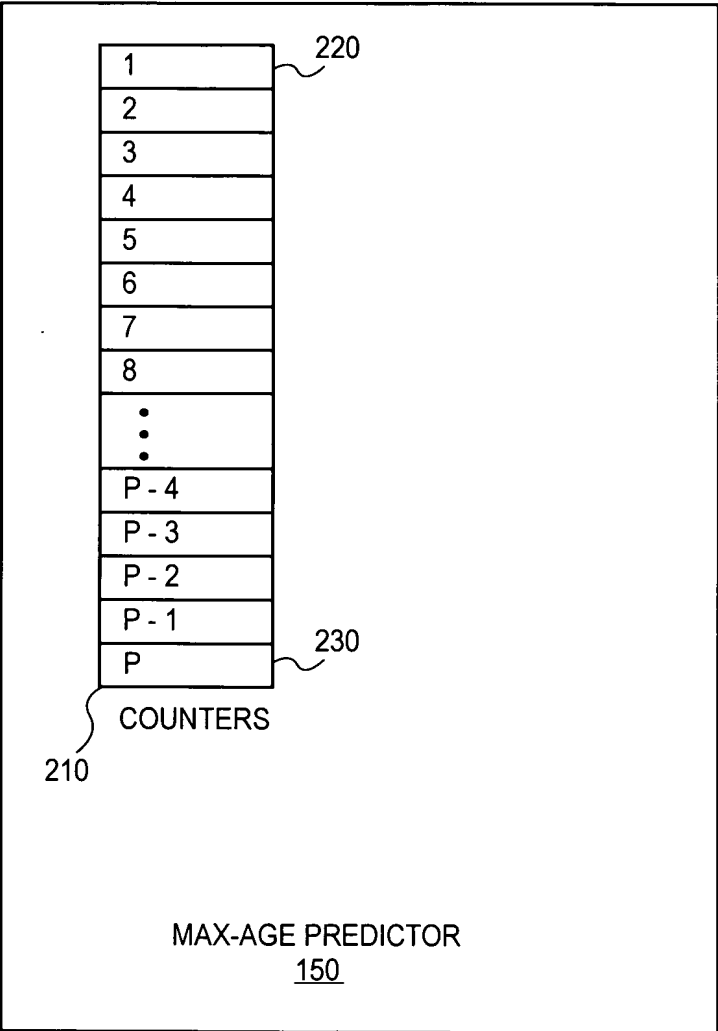 1
220
2
3
4
5
6
7
8
P - 4
P - 3
P - 2
P - 1
P
230
COUNTERS
210
MAX-AGE PREDICTOR
150